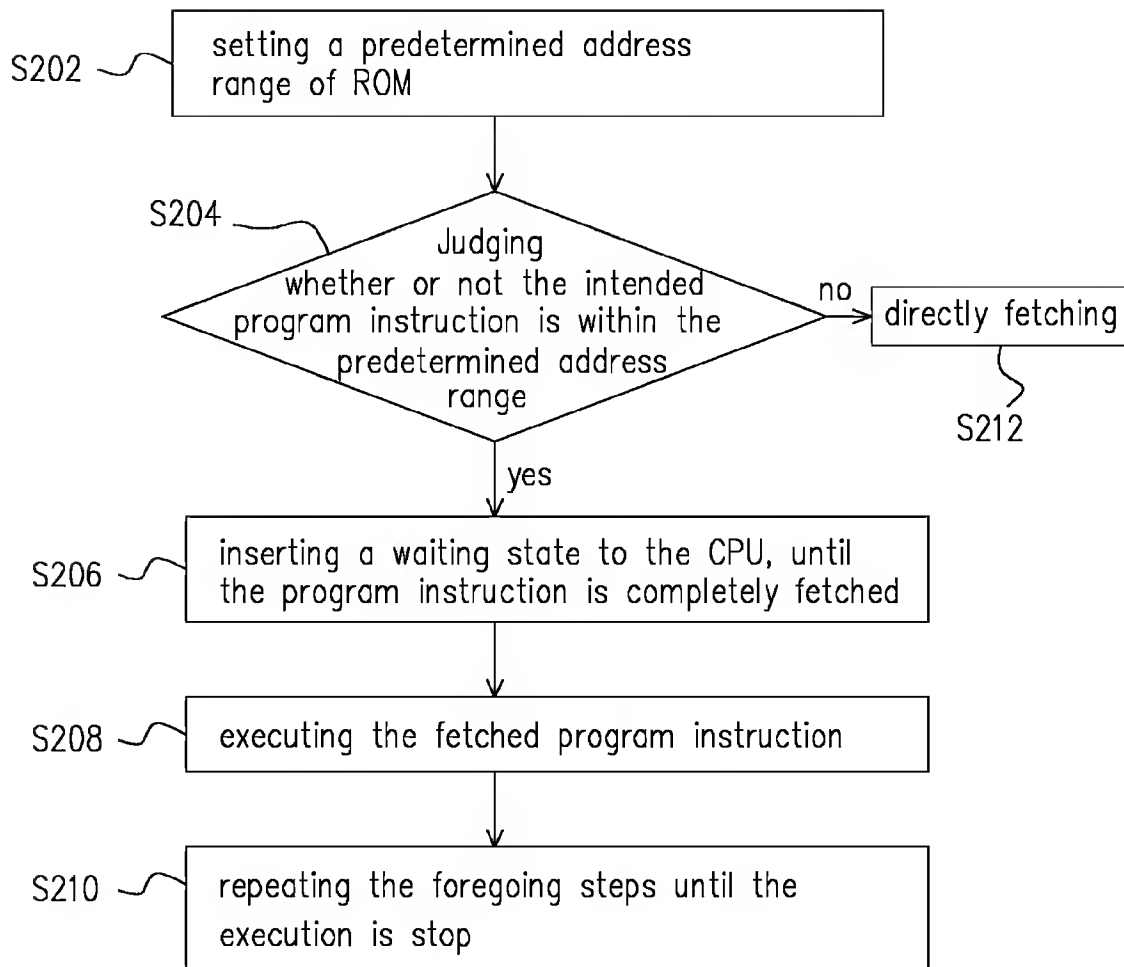 S202
setting a predetermined address
range of ROM
S204
Judging
whether or not the intended
program instruction is within the
predetermined address
range
no
directly fetching
S212
yes
S206
inserting a waiting state to the CPU, until
the program instruction is completely fetched
S208
executing the fetched program instruction
S210
repeating the foregoing steps until the
execution is stop